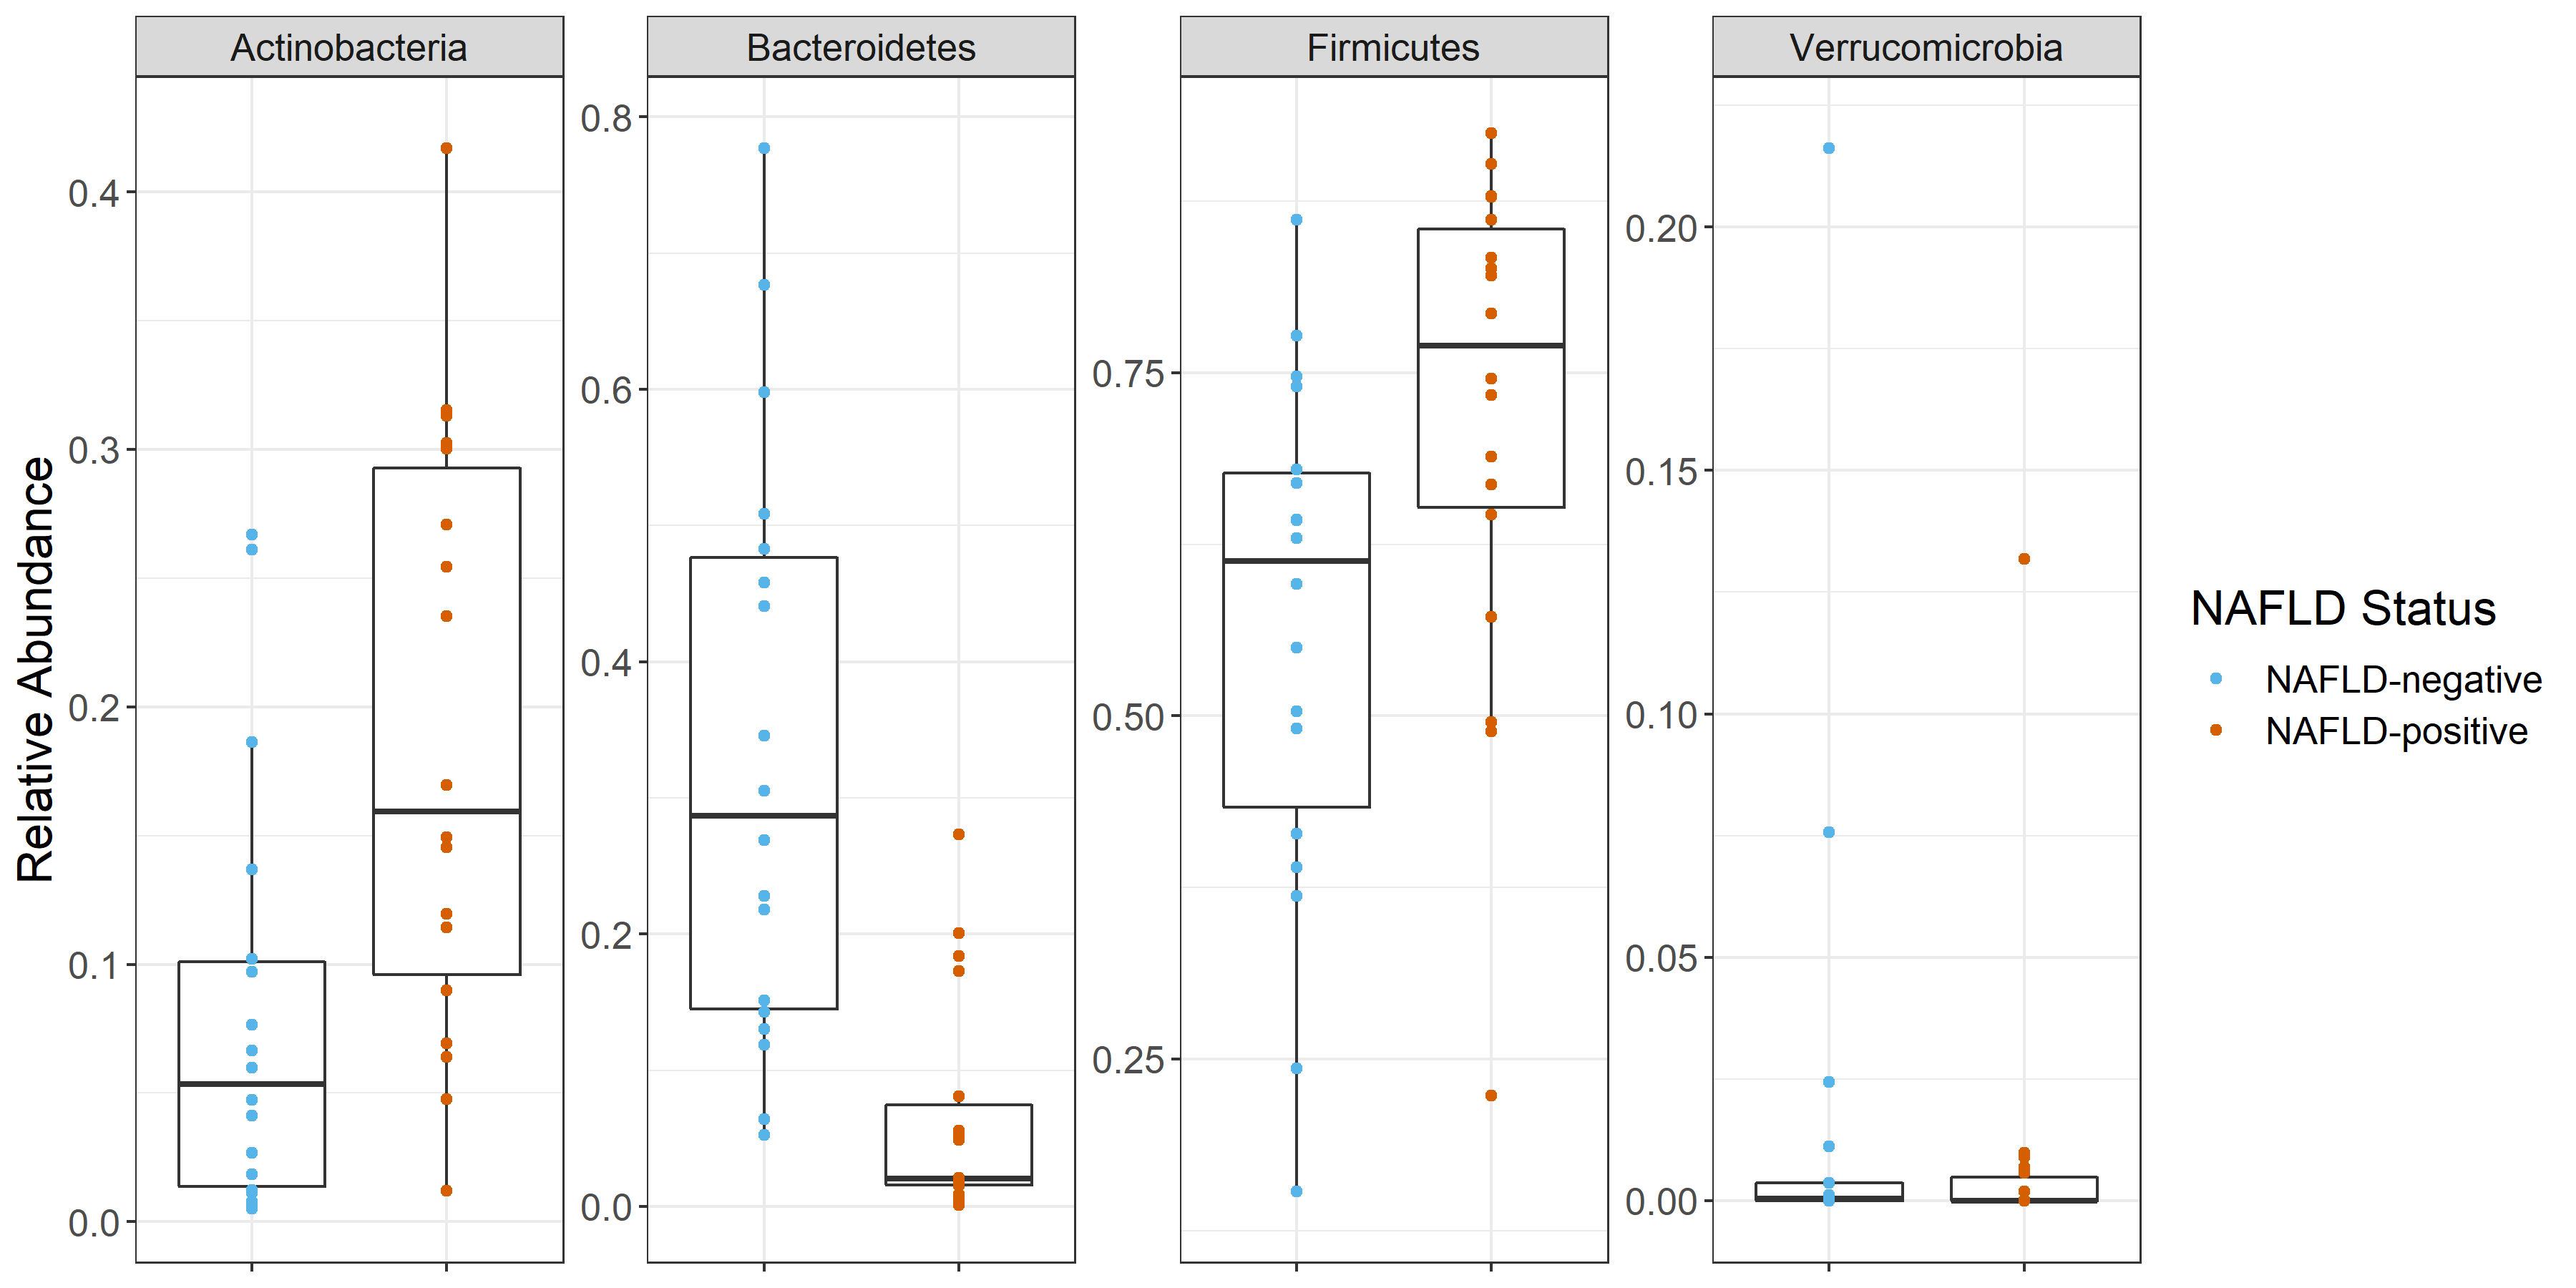 Actinobacteria
Bacteroidetes
Firmicutes
Verrucomicrobia
Relative Abundance
0.4
0.3
0.2
0.1
0.0
0.8
0.6
0.4
0.2
0.0
0.75
0.50
0.25
0.20
0.15
0.10
0.05
0.00
NAFLD Status
NAFLD-negative
NAFLD-positive